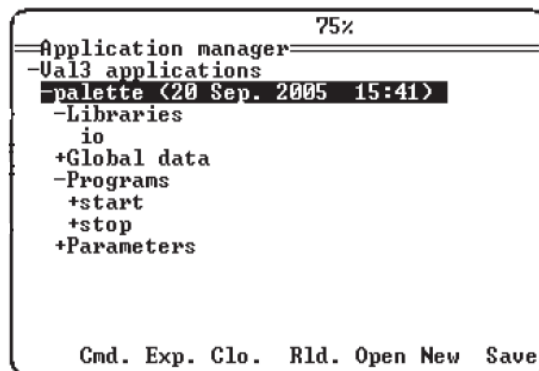 75%
Application manager
-Val3 applications
-palette (20 Sep. 2005 15:41)
-Libraries
io
+Global data
-Programs
+start
+stop
+Parameters
Cmd. Exp. Clo. Rld. Open New Save